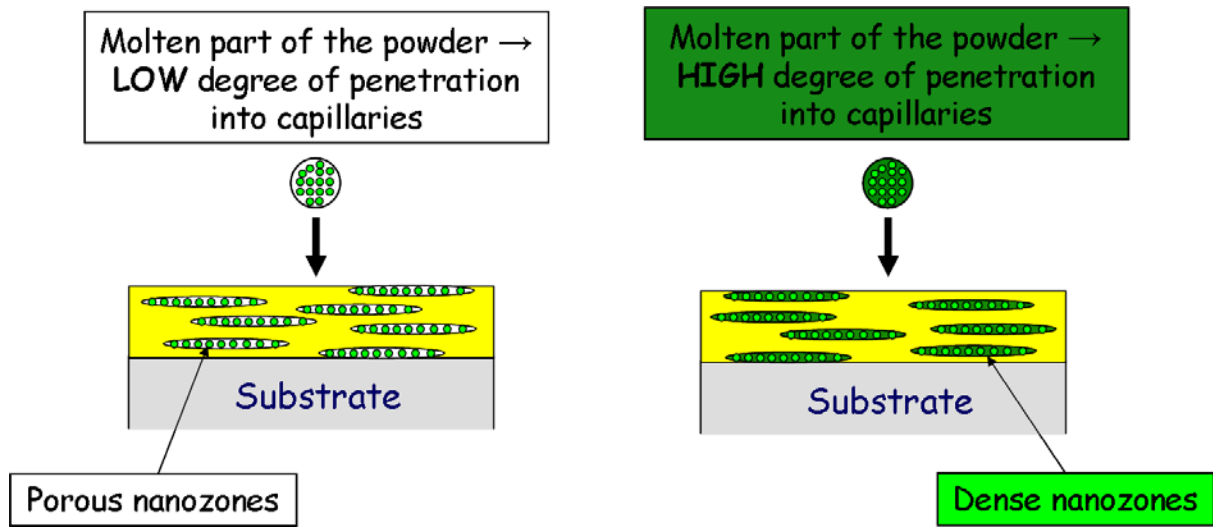 Molten part of the powder →
LOW degree of penetration
into capillaries
Molten part of the powder →
HIGH degree of penetration
into capillaries
Substrate
Substrate
Porous nanozones
Dense nanozones